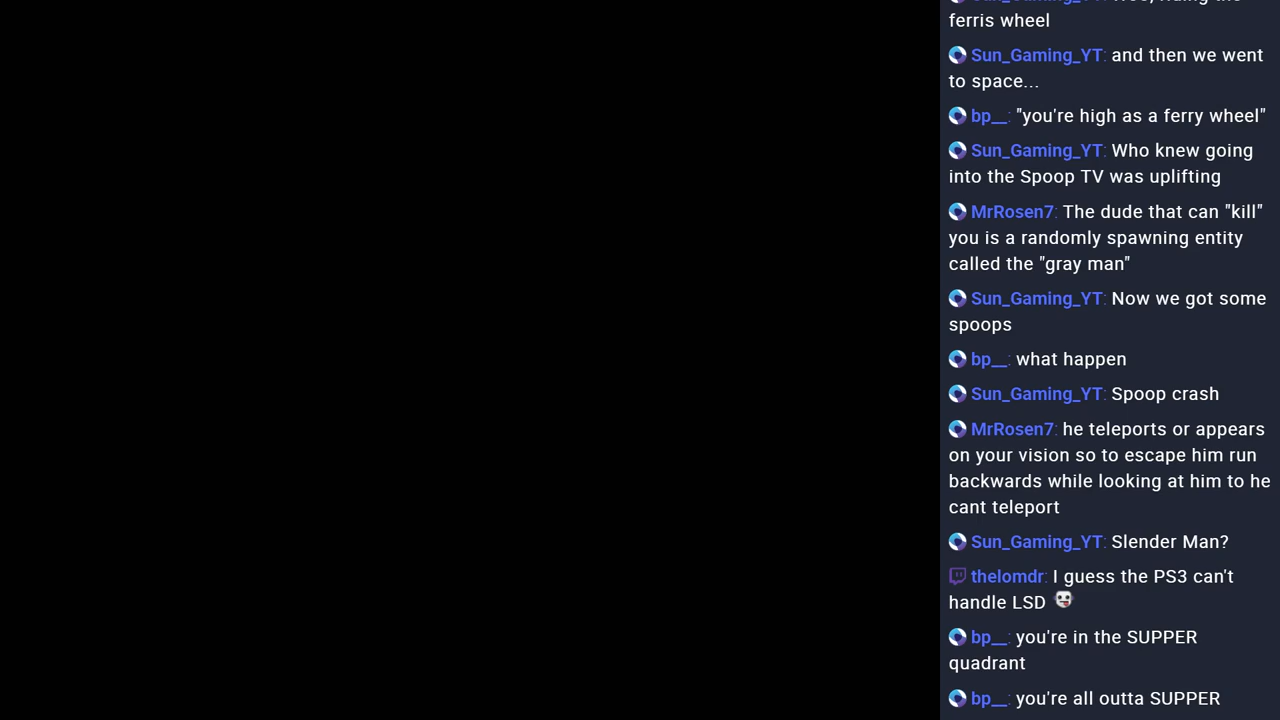 ferris wheel
Sun_Gaming_YT: and then we went
to space...
bp__: "you're high as a ferry wheel"
Sun_Gaming_YT: Who knew going
into the Spoop TV was uplifting
MrRosen7: The dude that can "kill"
you is a randomly spawning entity
called the "gray man"
Sun_Gaming_YT: Now we got some
spoops
bp__: what happen
Sun_Gaming_YT: Spoop crash
MrRosen7: he teleports or appears
on your vision so to escape him run
backwards while looking at him to he
cant teleport
Sun_Gaming_YT: Slender Man?
thelomdr: I guess the PS3 can't
handle LSD
bp__: you're in the SUPPER
quadrant
bp__: you're all outta SUPPER